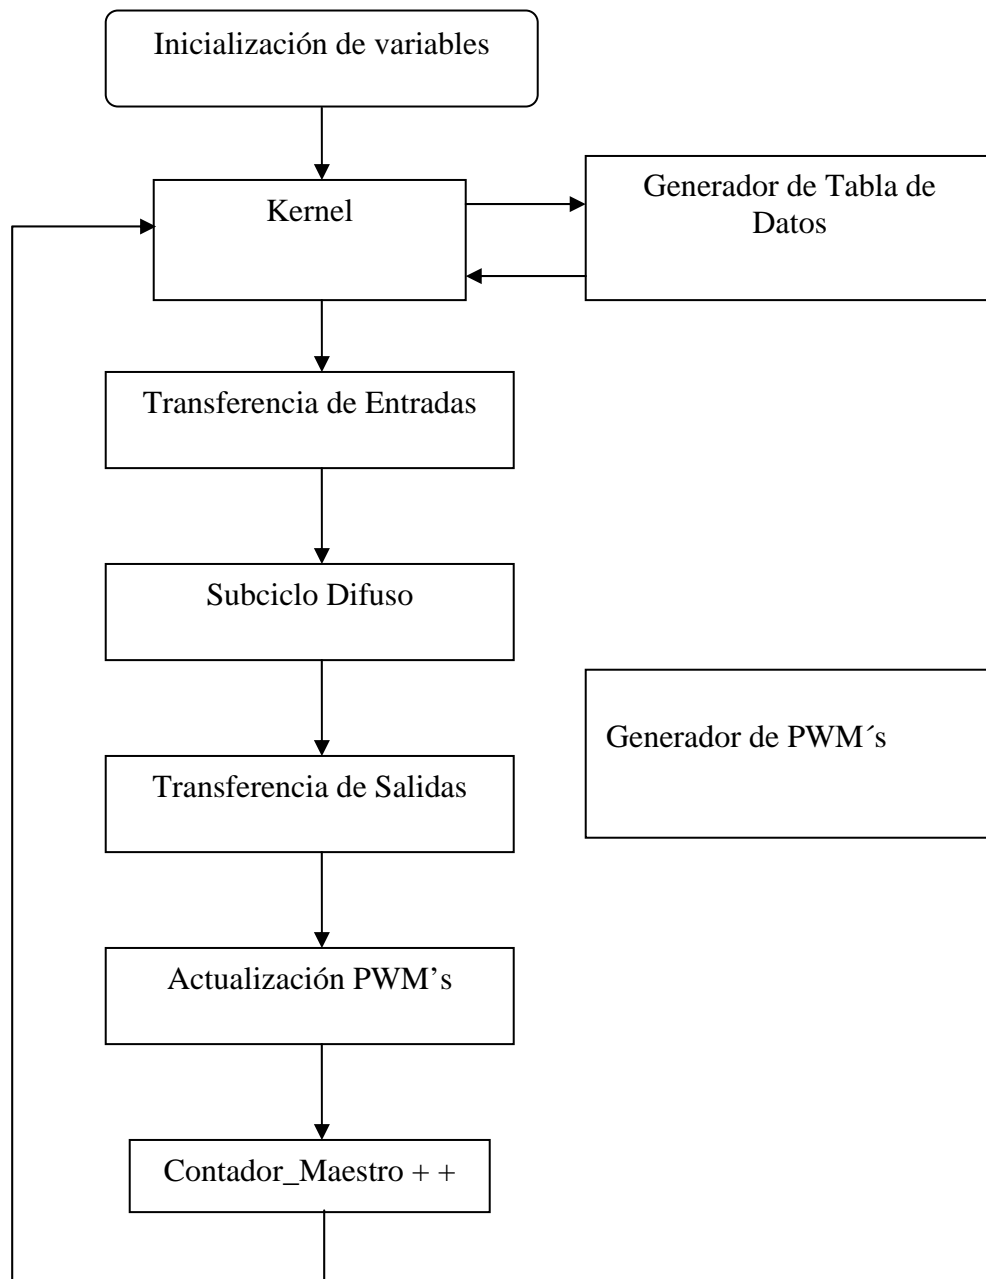 Inicialización de variables
Kernel
Generador de Tabla de
Datos
Transferencia de Entradas
Subciclo Difuso
Generador de PWM´s
Transferencia de Salidas
Actualización PWM’s
Contador_Maestro + +